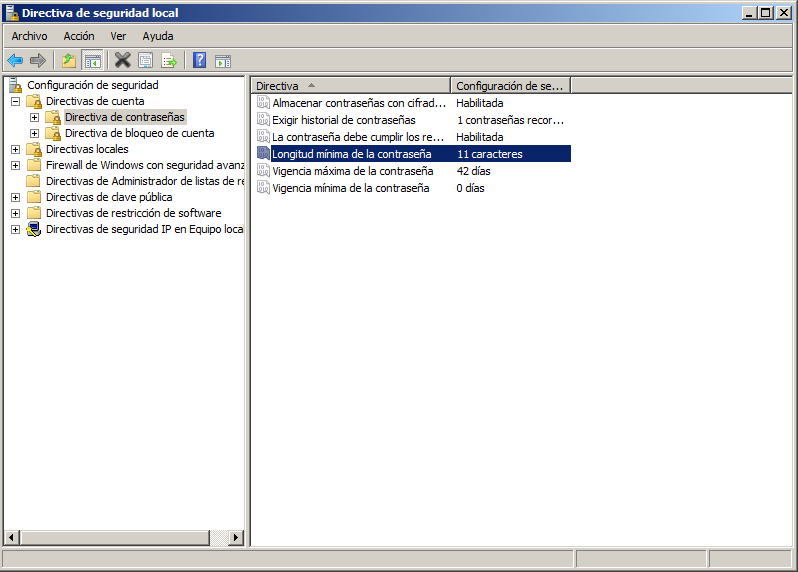 Directiva de seguridad local
Archivo Acción Ver Ayuda
Configuración de seguridad
Directivas de cuenta
Directiva de contraseñas
Directiva de bloqueo de cuenta
Directivas locales
Firewall de Windows con seguridad avanz
Directivas de Administrador de listas de re
Directivas de clave pública
Directivas de restricción de software
Directivas de seguridad IP en Equipo loca
Directiva Configuración de se...
Almacenar contraseñas con cifrad... Habilitada
Exigir historial de contraseñas 1 contraseñas recor...
La contraseña debe cumplir los re... Habilitada
Longitud mínima de la contraseña 11 caracteres
Vigencia máxima de la contraseña 42 días
Vigencia mínima de la contraseña 0 días